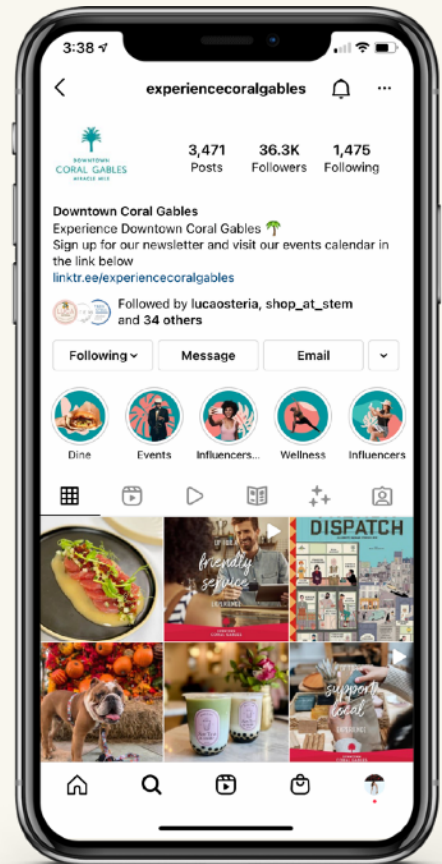 3:38
experiencecoralgables
DOWNTOWN
CORAL GABLES
MIRACLE MILE
3,471
36.3K
1,475
Posts
Followers
Following
Downtown Coral Gables
Experience Downtown Coral Gables 🌴
Sign up for our newsletter and visit our events calendar in
the link below
linktr.ee/experiencecoralgables
Followed by lucaosteria, shop_at_stem
and 34 others
Following
Message
Email
Dine
Events
Influencers...
Wellness
Influencers
friendly
service
DISPATCH
support
local